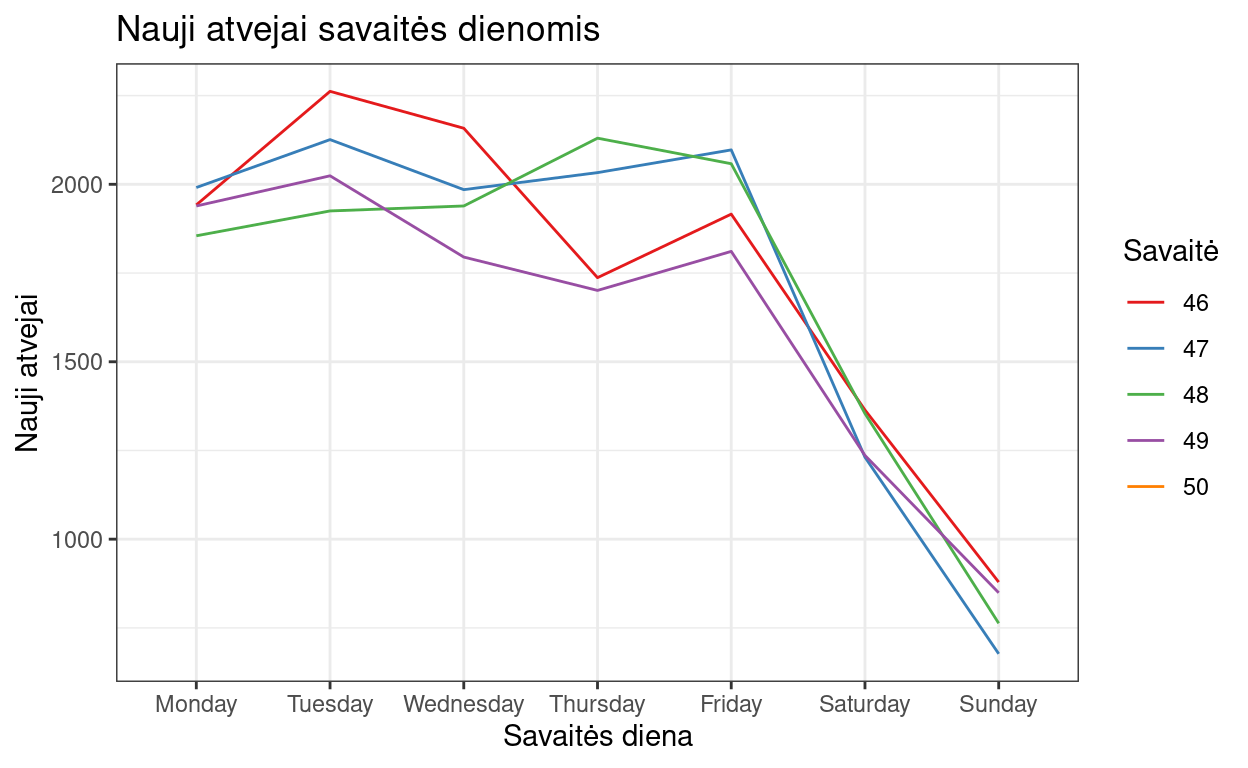 Nauji atvejai savaitės dienomis
Nauji atvejai
2000
1500
1000
Monday Tuesday Wednesday Thursday Friday Saturday Sunday
Savaitės diena
Savaitė
46
47
48
49
50